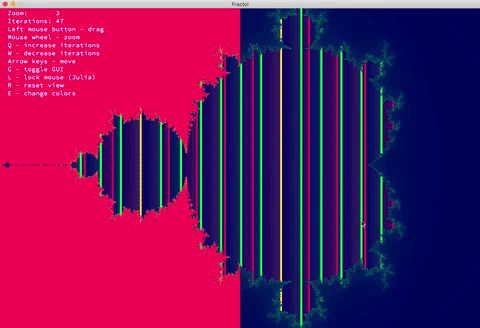 Fractol
Zoom: 3
Iterations: 47
Left mouse button - drag
Mouse wheel - zoom
Q - increase iterations
W - decrease iterations
Arrow keys - move
G - toggle GUI
L - lock mouse (Julia)
R - reset view
E - change colors